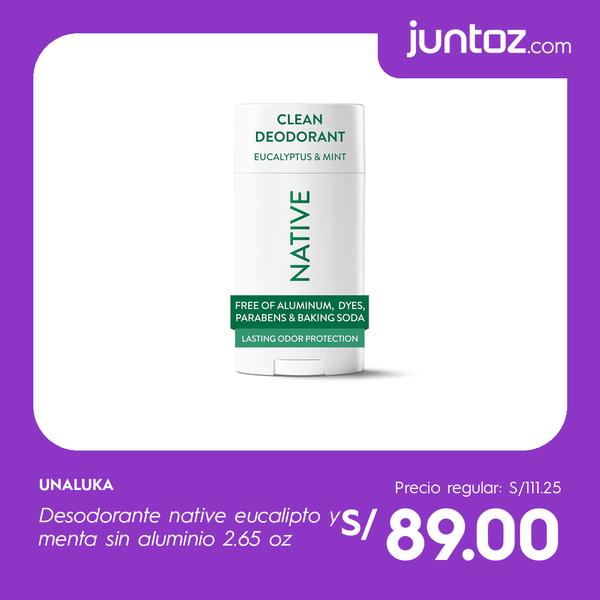 juntoz.com
CLEAN
DEODORANT
EUCALYPTUS & MINT
NATIVE
FREE OF ALUMINUM, DYES,
PARABENS & BAKING SODA
LASTING ODOR PROTECTION
UNALUKA
Desodorante native eucalipto y
menta sin aluminio 2.65 oz
Precio regular: S/111.25
S/ 89.00